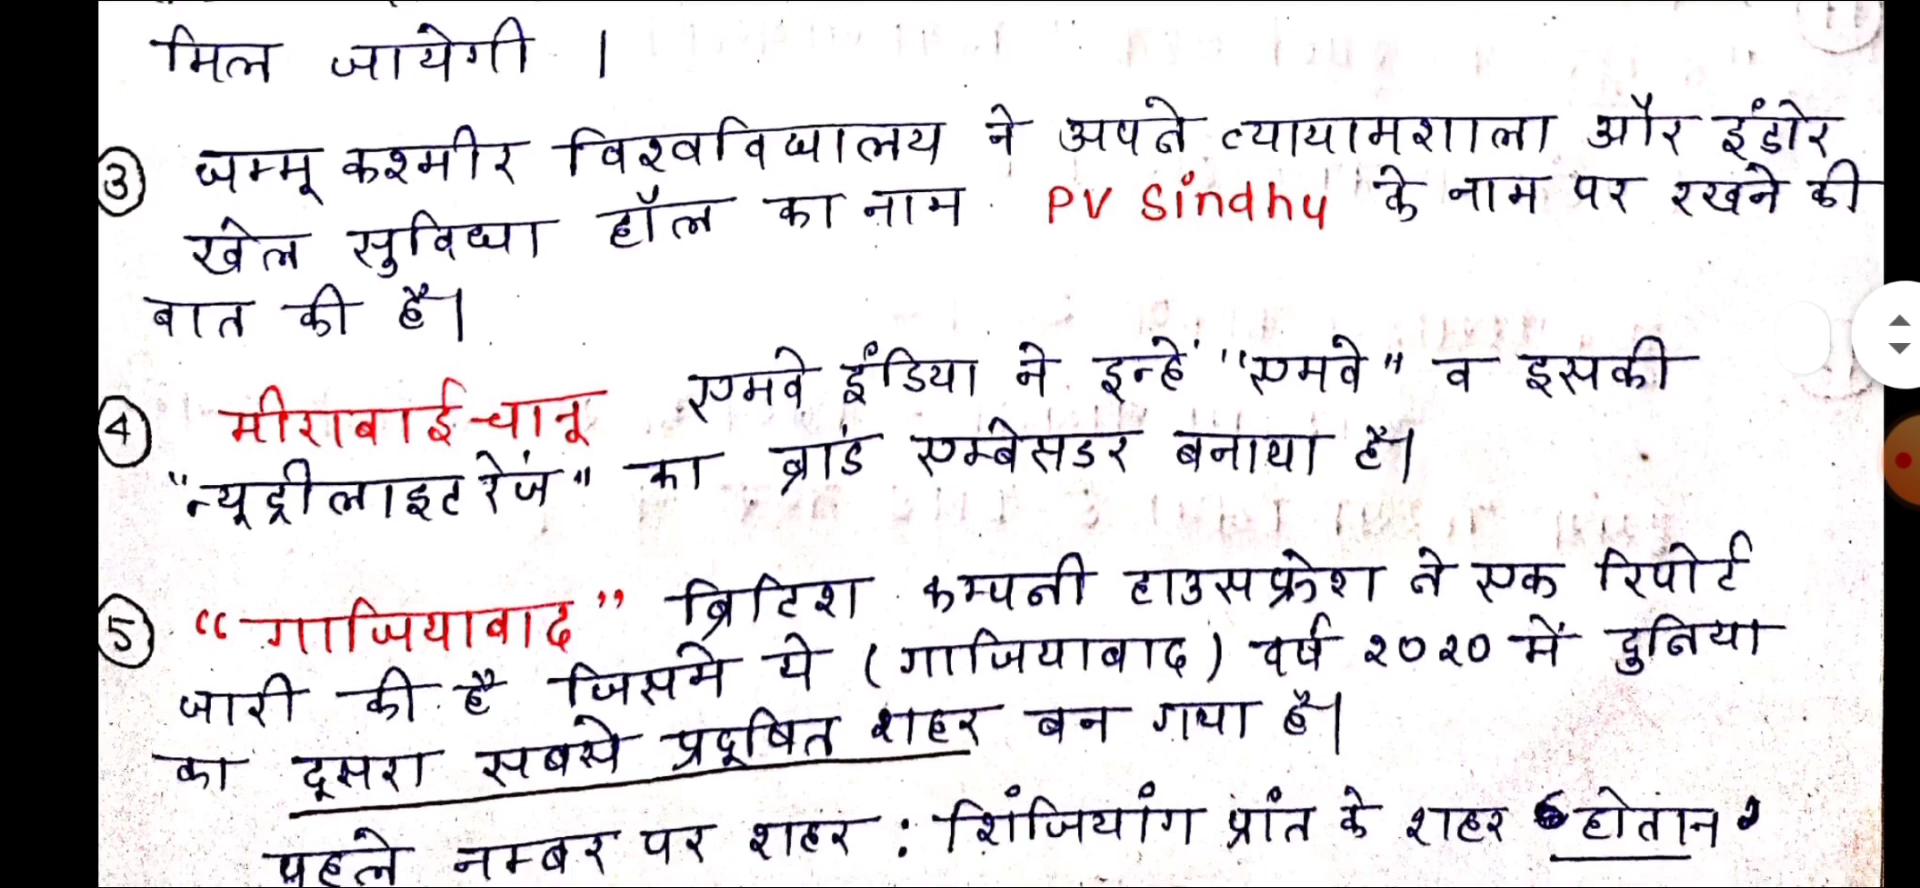 मिल जायेगी ।
③ जम्मू कश्मीर विश्वविद्यालय ने अपने व्यायामशाला और इंडोर
खेल सुविधा हॉल का नाम PV Sindhu के नाम पर रखने की
बात की है।
④ मीराबाई चानू एमवे इंडिया ने इन्हें "एमवे" व इसकी
"न्यूट्रीलाइट रेंज" का ब्रांड एम्बेसडर बनाया है।
⑤ "गाजियाबाद" ब्रिटिश कम्पनी हाउसफ्रेश ने एक रिपोर्ट
जारी की है जिसमे ये (गाजियाबाद) वर्ष २०२० में दुनिया
का दूसरा सबसे प्रदूषित शहर बन गया है।
पहले नम्बर पर शहर : शिंजियांग प्रांत के शहर 'होतान'